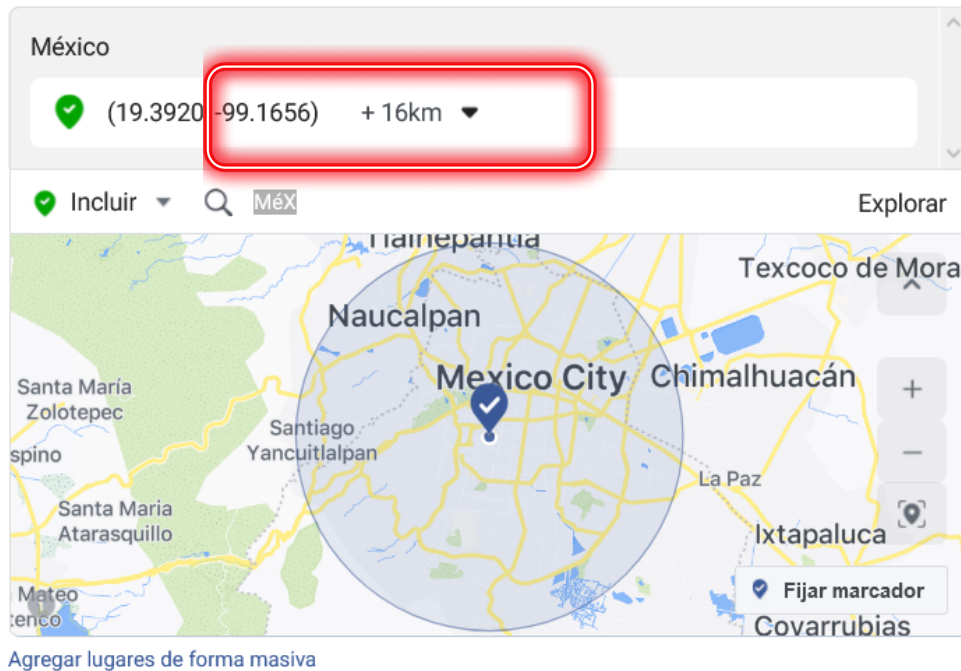 México
(19.3920, -99.1656) + 16km
Incluir MéX Explorar
Tlalnepantla
Texcoco de Mora
Naucalpan
Mexico City Chimalhuacán
Santa María
Zolotepec
Santiago
Yancuitlalpan
spino
La Paz
Santa Maria
Atarasquillo
Ixtapaluca
Mateo
tenco
Fijar marcador
Covarrubias
Agregar lugares de forma masiva